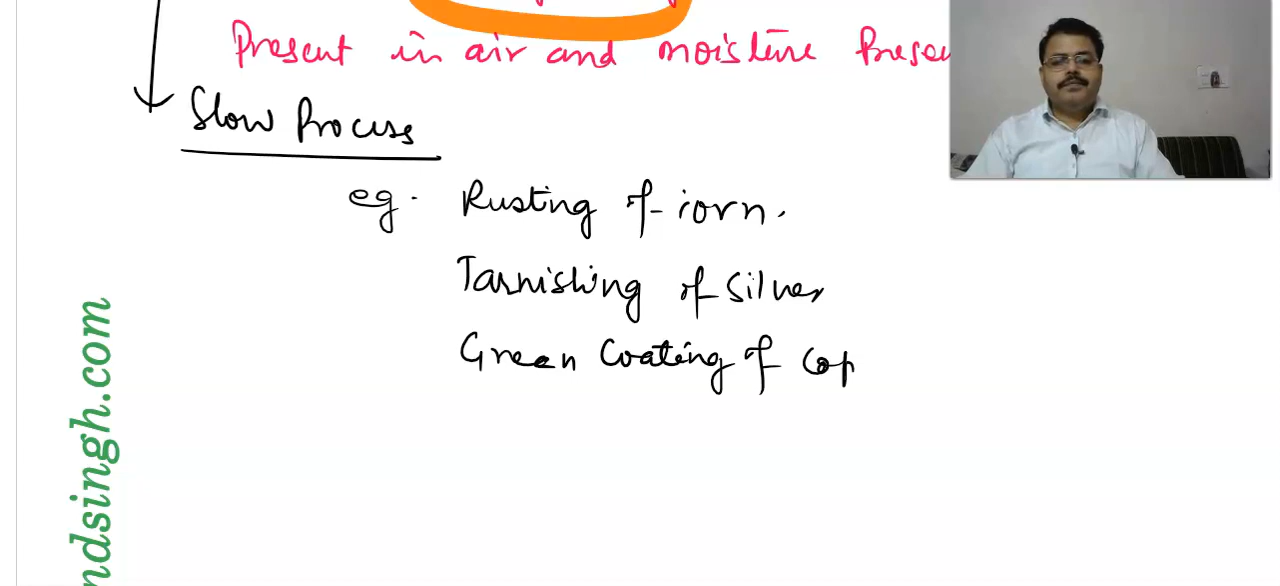 Present in air and moisture Presen
Slow Process
eg. Rusting of iorn.
Tarnishing of Silver
Green Coating of Cop
ndsingh.com